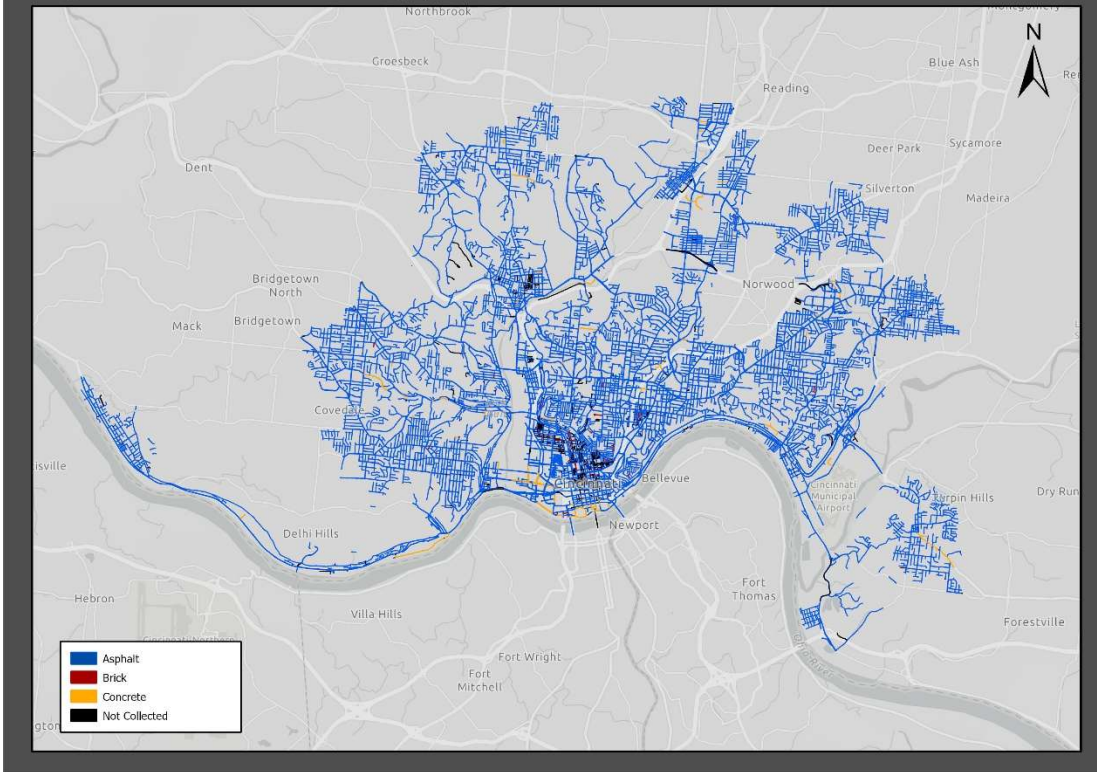 Northbrook
Montgomery
N
Groesbeck
Blue Ash
Reading
Deer Park
Sycamore
Dent
Silverton
Madeira
Bridgetown
North
Norwood
Mack
Bridgetown
Covedale
Cincinnati
Bellevue
Cincinnati
Municipal
Airport
Turpin Hills
Dry Run
Newport
Delhi Hills
Hebron
Fort
Thomas
Villa Hills
Forestville
Fort Wright
Fort
Mitchell
Asphalt
Brick
Concrete
Not Collected